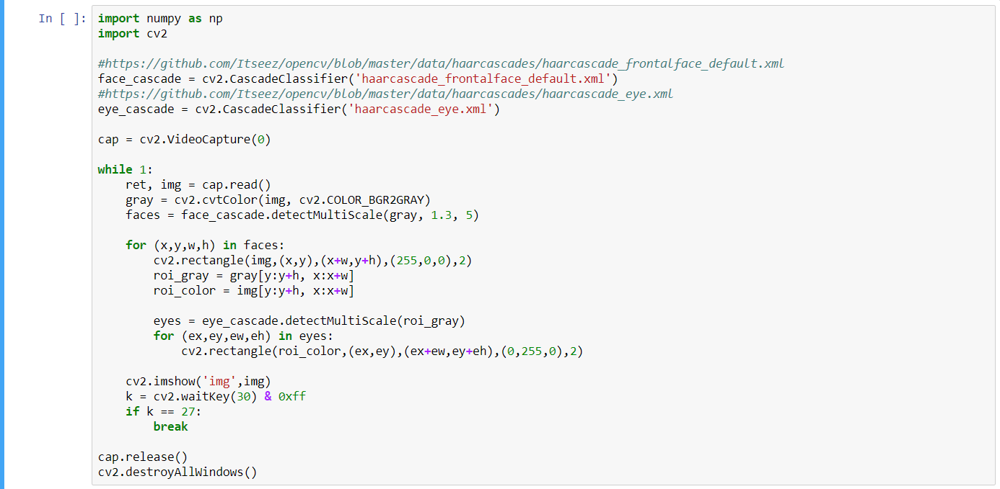 In [ ]:
import numpy as np
import cv2

#https://github.com/Itseez/opencv/blob/master/data/haarcascades/haarcascade_frontalface_default.xml
face_cascade = cv2.CascadeClassifier('haarcascade_frontalface_default.xml')
#https://github.com/Itseez/opencv/blob/master/data/haarcascades/haarcascade_eye.xml
eye_cascade = cv2.CascadeClassifier('haarcascade_eye.xml')

cap = cv2.VideoCapture(0)

while 1:
    ret, img = cap.read()
    gray = cv2.cvtColor(img, cv2.COLOR_BGR2GRAY)
    faces = face_cascade.detectMultiScale(gray, 1.3, 5)

    for (x,y,w,h) in faces:
        cv2.rectangle(img,(x,y),(x+w,y+h),(255,0,0),2)
        roi_gray = gray[y:y+h, x:x+w]
        roi_color = img[y:y+h, x:x+w]

        eyes = eye_cascade.detectMultiScale(roi_gray)
        for (ex,ey,ew,eh) in eyes:
            cv2.rectangle(roi_color,(ex,ey),(ex+ew,ey+eh),(0,255,0),2)

    cv2.imshow('img',img)
    k = cv2.waitKey(30) & 0xff
    if k == 27:
        break

cap.release()
cv2.destroyAllWindows()